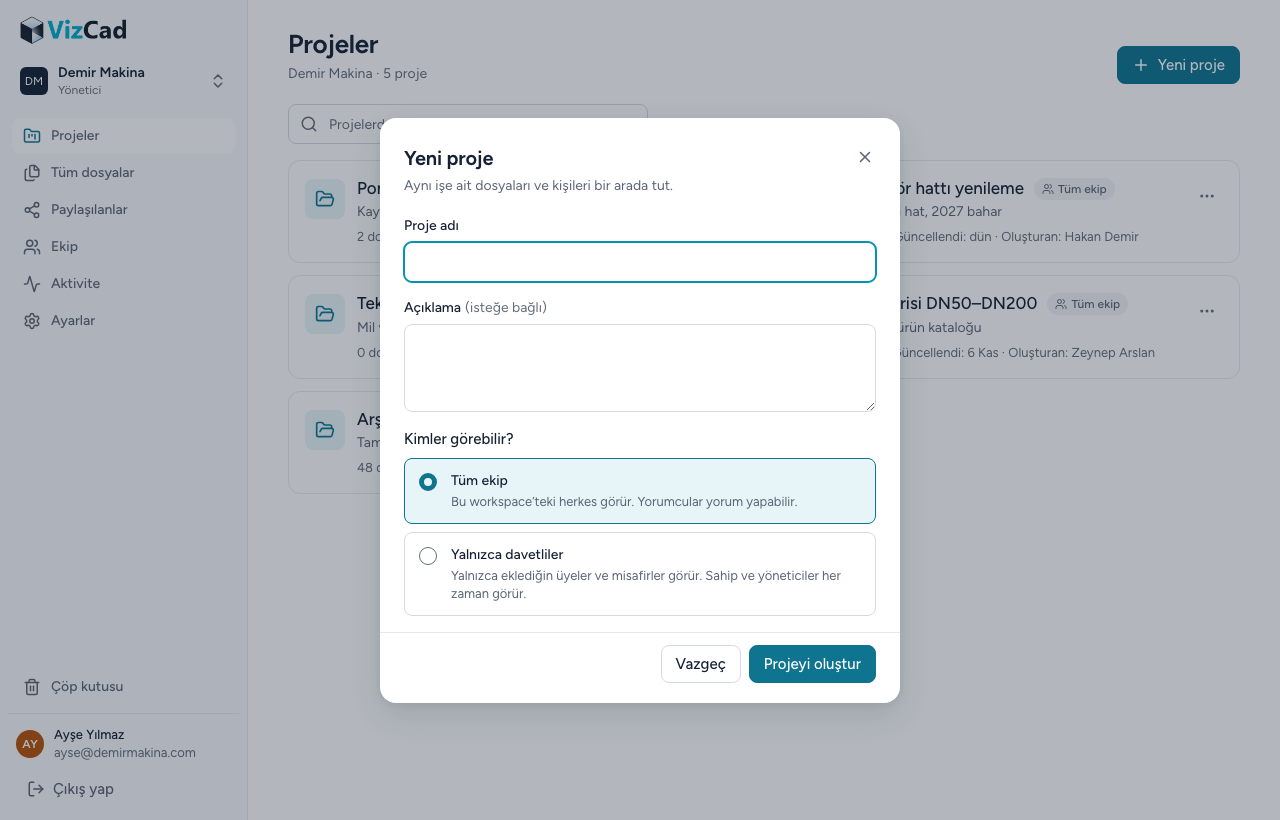 VizCad
DM
Demir Makina
Yönetici
Projeler
Tüm dosyalar
Paylaşılanlar
Ekip
Aktivite
Ayarlar
Çöp kutusu
AY
Ayşe Yılmaz
ayse@demirmakina.com
Çıkış yap
Projeler
Demir Makina · 5 proje
Yeni proje
hattı yenileme
Tüm ekip
hat, 2027 bahar
Güncellendi: dün · Oluşturan: Hakan Demir
DN50–DN200
Tüm ekip
ürün kataloğu
Güncellendi: 6 Kas · Oluşturan: Zeynep Arslan
Yeni proje
Aynı işe ait dosyaları ve kişileri bir arada tut.
Proje adı
Açıklama (isteğe bağlı)
Kimler görebilir?
Tüm ekip
Bu workspace'teki herkes görür. Yorumcular yorum yapabilir.
Yalnızca davetliler
Yalnızca eklediğin üyeler ve misafirler görür. Sahip ve yöneticiler her
zaman görür.
Vazgeç
Projeyi oluştur